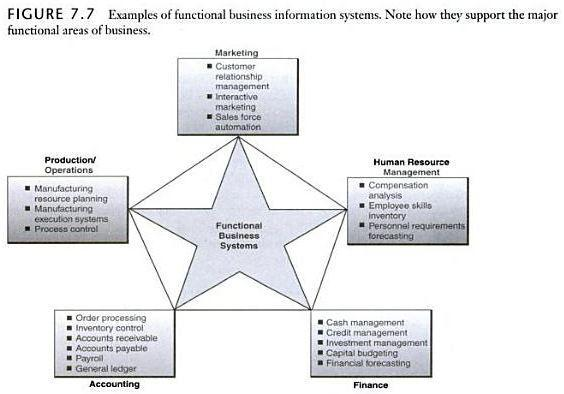 FIGURE 7.7 Examples of functional business information systems. Note how they support the major
functional areas of business.
Marketing
■ Customer
relationship
management
■ Interactive
marketing
■ Sales force
automation
Production/
Operations
■ Manufacturing
resource planning
■ Manufacturing
execution systems
■ Process control
Human Resource
Management
■ Compensation
analysis
■ Employee skills
inventory
■ Personnel requirements
forecasting
Functional
Business
Systems
■ Order processing
■ Inventory control
■ Accounts receivable
■ Accounts payable
■ Payroll
■ General ledger
Accounting
■ Cash management
■ Credit management
■ Investment management
■ Capital budgeting
■ Financial forecasting
Finance